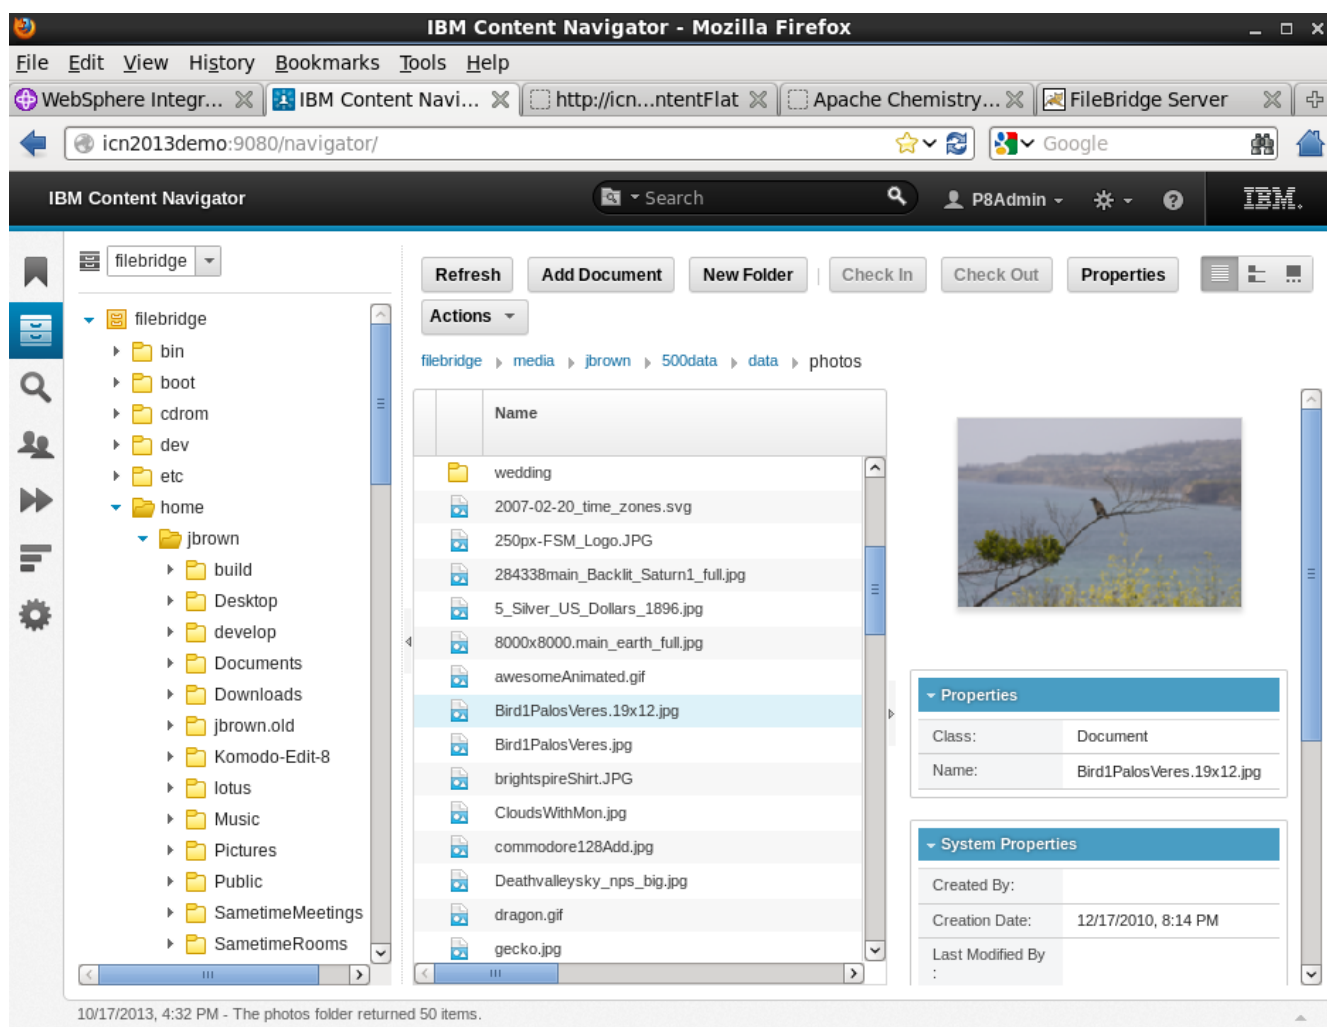 IBM Content Navigator - Mozilla Firefox
File Edit View History Bookmarks Tools Help
WebSphere Integr... IBM Content Navi... http://icn...ntentFlat Apache Chemistry... FileBridge Server
icn2013demo:9080/navigator/ Google
IBM Content Navigator Search P8Admin ? IBM.
filebridge
Refresh Add Document New Folder Check In Check Out Properties
Actions
filebridge media jbrown 500data data photos
filebridge
bin
boot
cdrom
dev
etc
home
jbrown
build
Desktop
develop
Documents
Downloads
jbrown.old
Komodo-Edit-8
lotus
Music
Pictures
Public
SametimeMeetings
SametimeRooms
Name
wedding
2007-02-20_time_zones.svg
250px-FSM_Logo.JPG
284338main_Backlit_Saturn1_full.jpg
5_Silver_US_Dollars_1896.jpg
8000x8000.main_earth_full.jpg
awesomeAnimated.gif
Bird1PalosVeres.19x12.jpg
Bird1PalosVeres.jpg
brightspireShirt.JPG
CloudsWithMon.jpg
commodore128Add.jpg
Deathvalleysky_nps_big.jpg
dragon.gif
gecko.jpg
Properties
Class: Document
Name: Bird1PalosVeres.19x12.jpg
System Properties
Created By:
Creation Date: 12/17/2010, 8:14 PM
Last Modified By
:
10/17/2013, 4:32 PM - The photos folder returned 50 items.